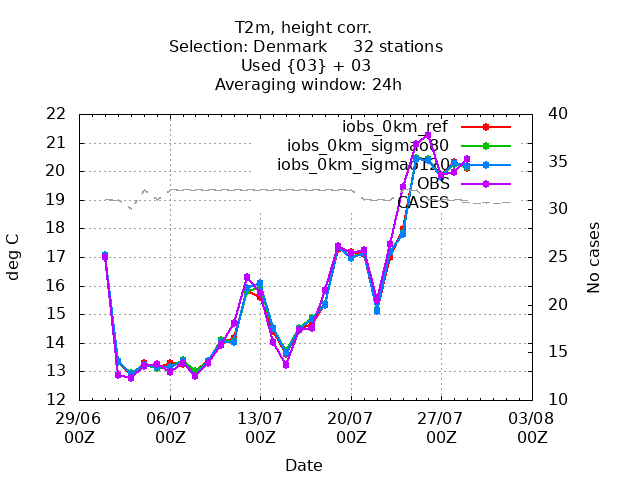 T2m, height corr.
Selection: Denmark 32 stations
Used {03} + 03
Averaging window: 24h
22
21
20
19
18
17
16
15
14
13
12
deg C
40
35
30
25
20
15
10
No cases
iobs_0km_ref
iobs_0km_sigmao80
iobs_0km_sigmao120
OBS
CASES
29/06 06/07 13/07 20/07 27/07 03/08
00Z 00Z 00Z 00Z 00Z 00Z
Date